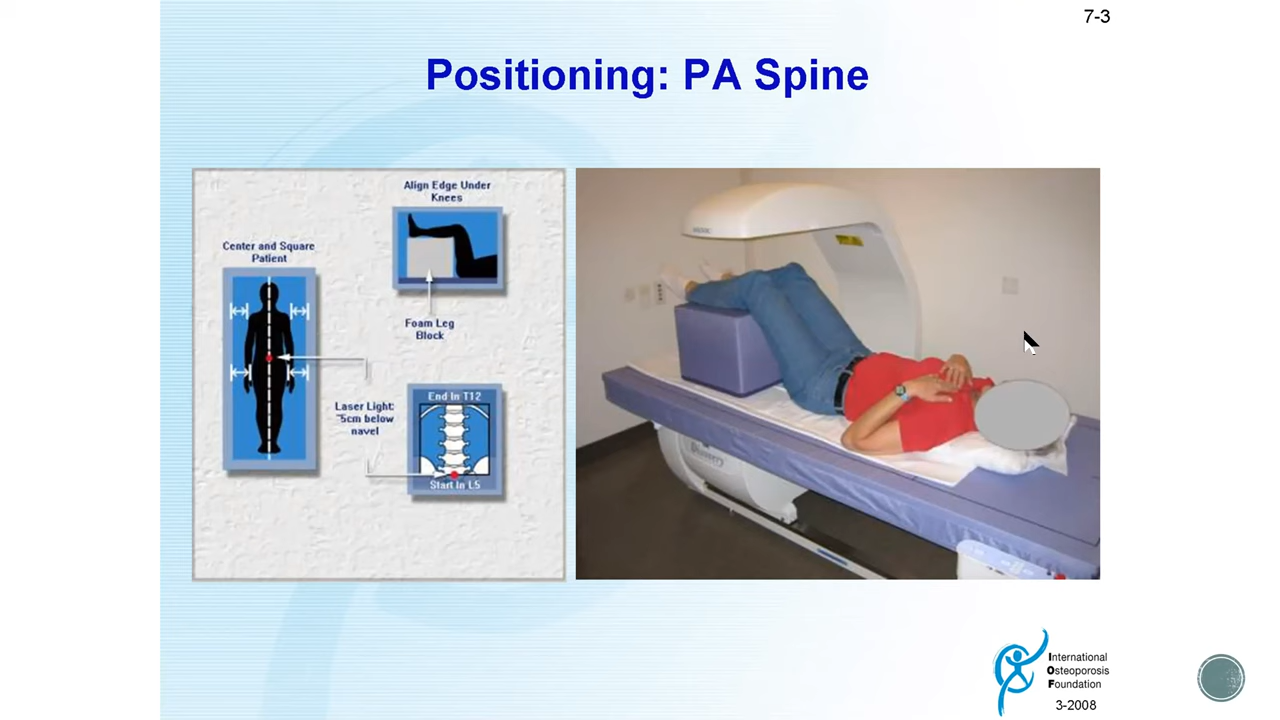 7-3
Positioning: PA Spine
Align Edge Under
Knees
Center and Square
Patient
Foam Leg
Block
Laser Light:
~5cm below
navel
End In T12
Start In L5
International
Osteoporosis
Foundation
3-2008